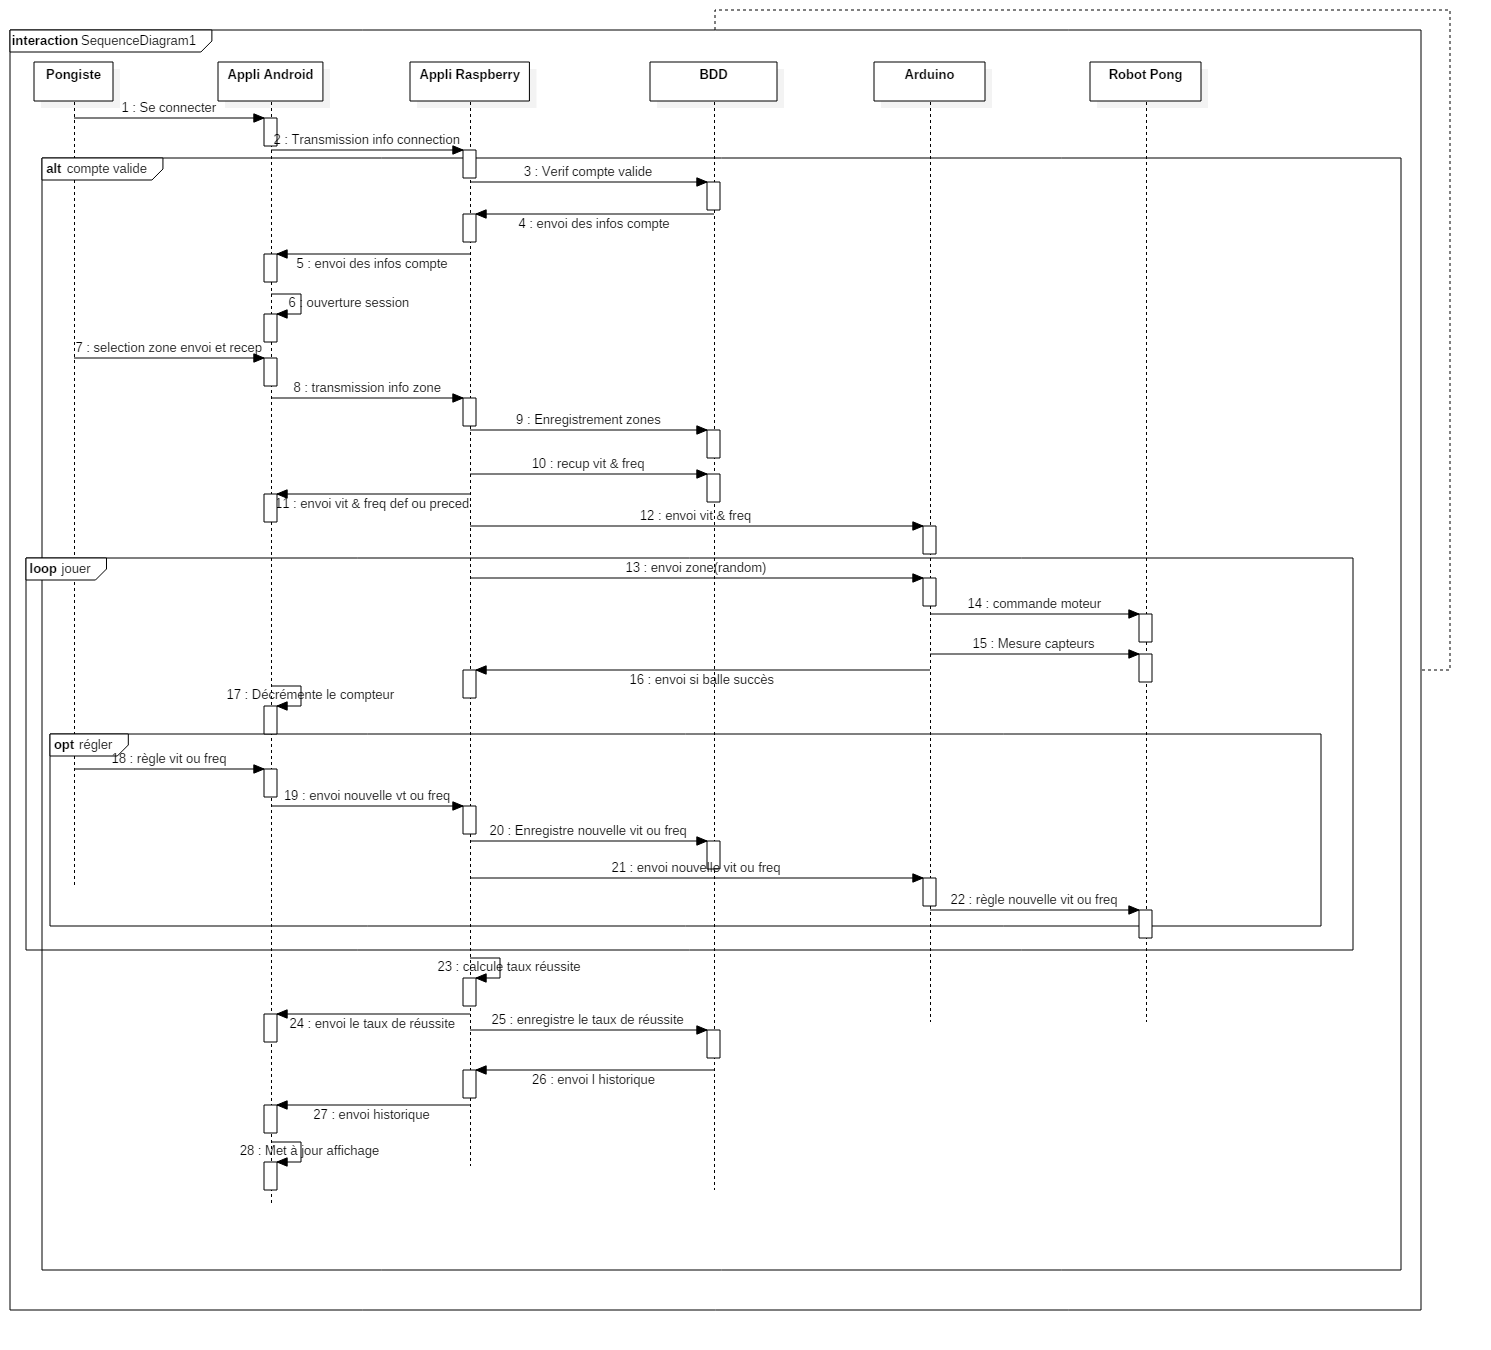 interaction SequenceDiagram1
Pongiste
Appli Android
Appli Raspberry
BDD
Arduino
Robot Pong
1 : Se connecter
2 : Transmission info connection
alt compte valide
3 : Verif compte valide
4 : envoi des infos compte
5 : envoi des infos compte
6 : ouverture session
7 : selection zone envoi et recep
8 : transmission info zone
9 : Enregistrement zones
10 : recup vit & freq
11 : envoi vit & freq def ou preced
12 : envoi vit & freq
loop jouer
13 : envoi zone(random)
14 : commande moteur
15 : Mesure capteurs
16 : envoi si balle succès
17 : Décrémente le compteur
opt régler
18 : règle vit ou freq
19 : envoi nouvelle vt ou freq
20 : Enregistre nouvelle vit ou freq
21 : envoi nouvelle vit ou freq
22 : règle nouvelle vit ou freq
23 : calcule taux réussite
24 : envoi le taux de réussite
25 : enregistre le taux de réussite
26 : envoi l historique
27 : envoi historique
28 : Met à jour affichage